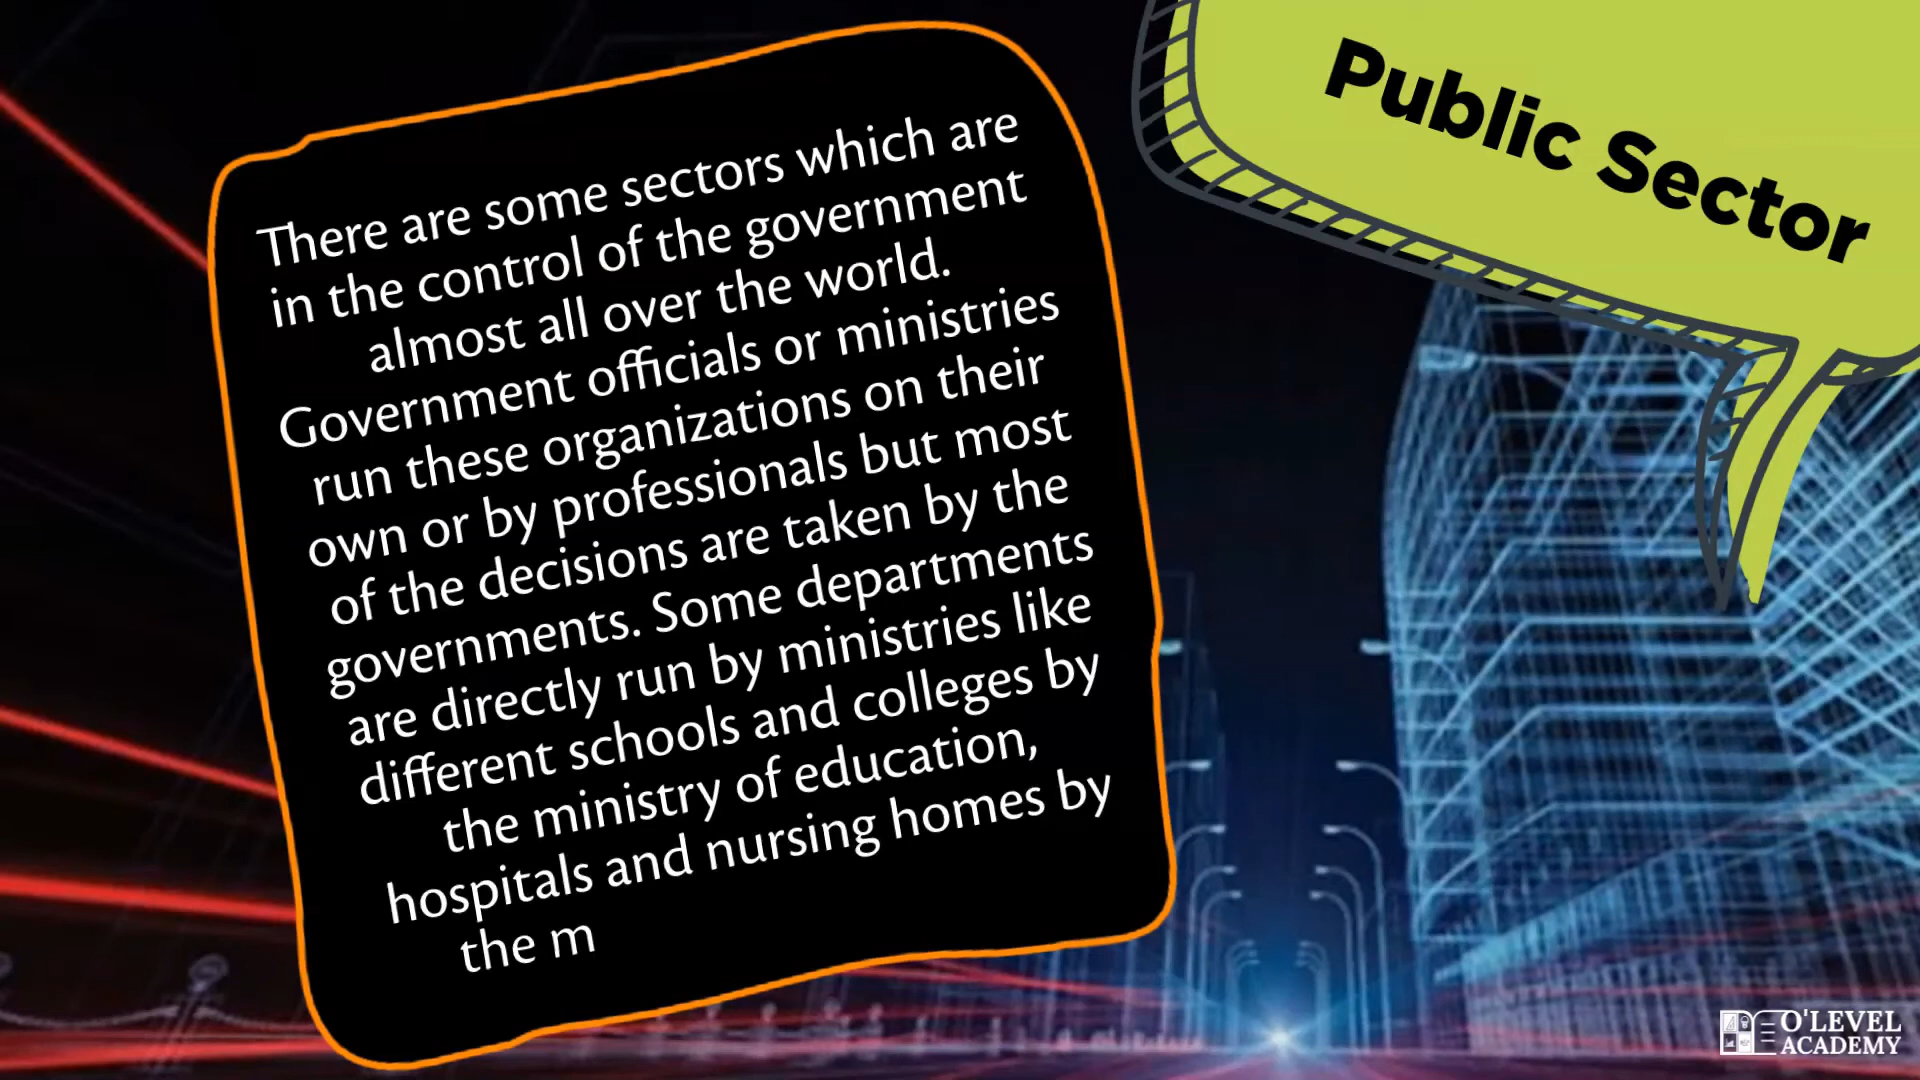 Public Sector
There are some sectors which are
in the control of the government
almost all over the world.
Government officials or ministries
run these organizations on their
own or by professionals but most
of the decisions are taken by the
governments. Some departments
are directly run by ministries like
different schools and colleges by
the ministry of education,
hospitals and nursing homes by
the m
O'LEVEL
ACADEMY